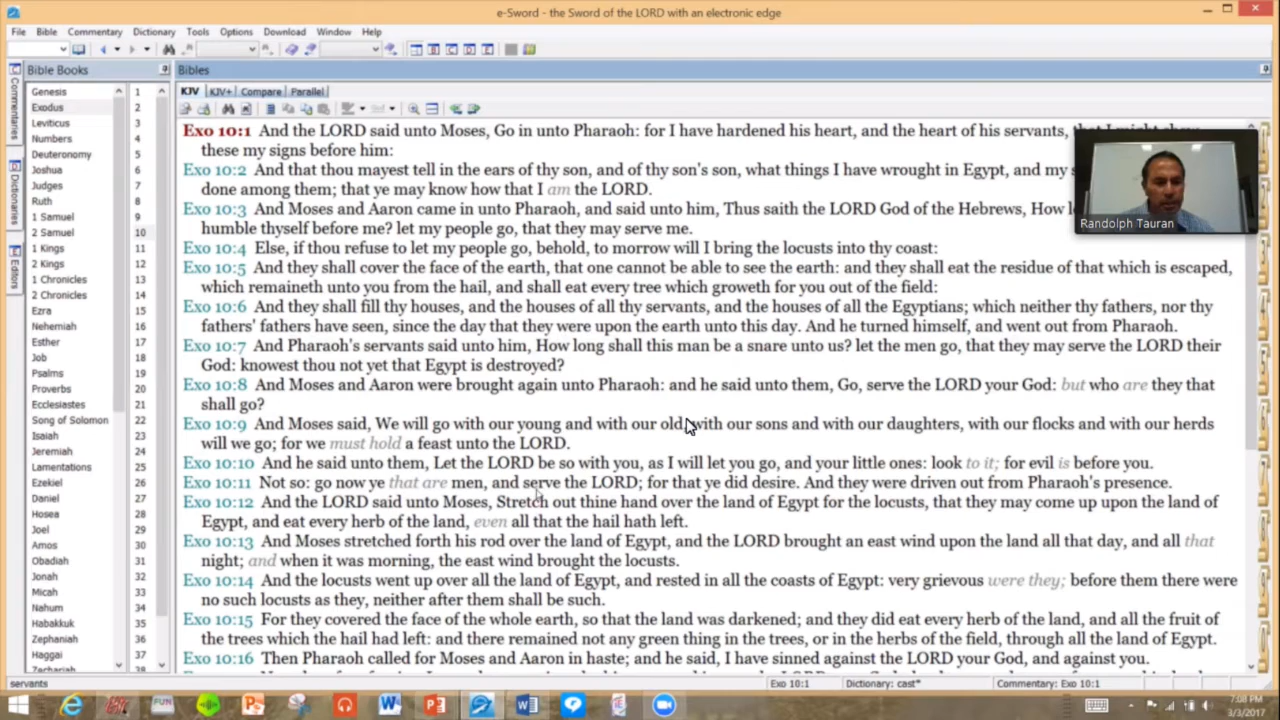 e-Sword - the Sword of the LORD with an electronic edge
File Bible Commentary Dictionary Tools Options Download Window Help
Bible Books
Bibles
KJV KJV+ Compare Parallel
Commentaries
Dictionaries
Editors
Genesis 1
Exodus 2
Leviticus 3
Numbers 4
Deuteronomy 5
Joshua 6
Judges 7
Ruth 8
1 Samuel 9
2 Samuel 10
1 Kings 11
2 Kings 12
1 Chronicles 13
2 Chronicles 14
Ezra 15
Nehemiah 16
Esther 17
Job 18
Psalms 19
Proverbs 20
Ecclesiastes 21
Song of Solomon 22
Isaiah 23
Jeremiah 24
Lamentations 25
Ezekiel 26
Daniel 27
Hosea 28
Joel 29
Amos 30
Obadiah 31
Jonah 32
Micah 33
Nahum 34
Habakkuk 35
Zephaniah 36
Haggai 37
Zechariah 38
Exo 10:1 And the LORD said unto Moses, Go in unto Pharaoh: for I have hardened his heart, and the heart of his servants,
these my signs before him:
Exo 10:2 And that thou mayest tell in the ears of thy son, and of thy son's son, what things I have wrought in Egypt, and my
done among them; that ye may know how that I am the LORD.
Exo 10:3 And Moses and Aaron came in unto Pharaoh, and said unto him, Thus saith the LORD God of the Hebrews, How
humble thyself before me? let my people go, that they may serve me.
Exo 10:4 Else, if thou refuse to let my people go, behold, to morrow will I bring the locusts into thy coast:
Exo 10:5 And they shall cover the face of the earth, that one cannot be able to see the earth: and they shall eat the residue of that which is escaped,
which remaineth unto you from the hail, and shall eat every tree which groweth for you out of the field:
Exo 10:6 And they shall fill thy houses, and the houses of all thy servants, and the houses of all the Egyptians; which neither thy fathers, nor thy
fathers' fathers have seen, since the day that they were upon the earth unto this day. And he turned himself, and went out from Pharaoh.
Exo 10:7 And Pharaoh's servants said unto him, How long shall this man be a snare unto us? let the men go, that they may serve the LORD their
God: knowest thou not yet that Egypt is destroyed?
Exo 10:8 And Moses and Aaron were brought again unto Pharaoh: and he said unto them, Go, serve the LORD your God: but who are they that
shall go?
Exo 10:9 And Moses said, We will go with our young and with our old, with our sons and with our daughters, with our flocks and with our herds
will we go; for we must hold a feast unto the LORD.
Exo 10:10 And he said unto them, Let the LORD be so with you, as I will let you go, and your little ones: look to it; for evil is before you.
Exo 10:11 Not so: go now ye that are men, and serve the LORD; for that ye did desire. And they were driven out from Pharaoh's presence.
Exo 10:12 And the LORD said unto Moses, Stretch out thine hand over the land of Egypt for the locusts, that they may come up upon the land of
Egypt, and eat every herb of the land, even all that the hail hath left.
Exo 10:13 And Moses stretched forth his rod over the land of Egypt, and the LORD brought an east wind upon the land all that day, and all that
night; and when it was morning, the east wind brought the locusts.
Exo 10:14 And the locusts went up over all the land of Egypt, and rested in all the coasts of Egypt: very grievous were they; before them there were
no such locusts as they, neither after them shall be such.
Exo 10:15 For they covered the face of the whole earth, so that the land was darkened; and they did eat every herb of the land, and all the fruit of
the trees which the hail had left: and there remained not any green thing in the trees, or in the herbs of the field, through all the land of Egypt.
Exo 10:16 Then Pharaoh called for Moses and Aaron in haste; and he said, I have sinned against the LORD your God, and against you.
Randolph Tauran
servants Exo 10:1 Dictionary: cast* Commentary: Exo 10:1
FUN
7:08 PM
3/3/2017